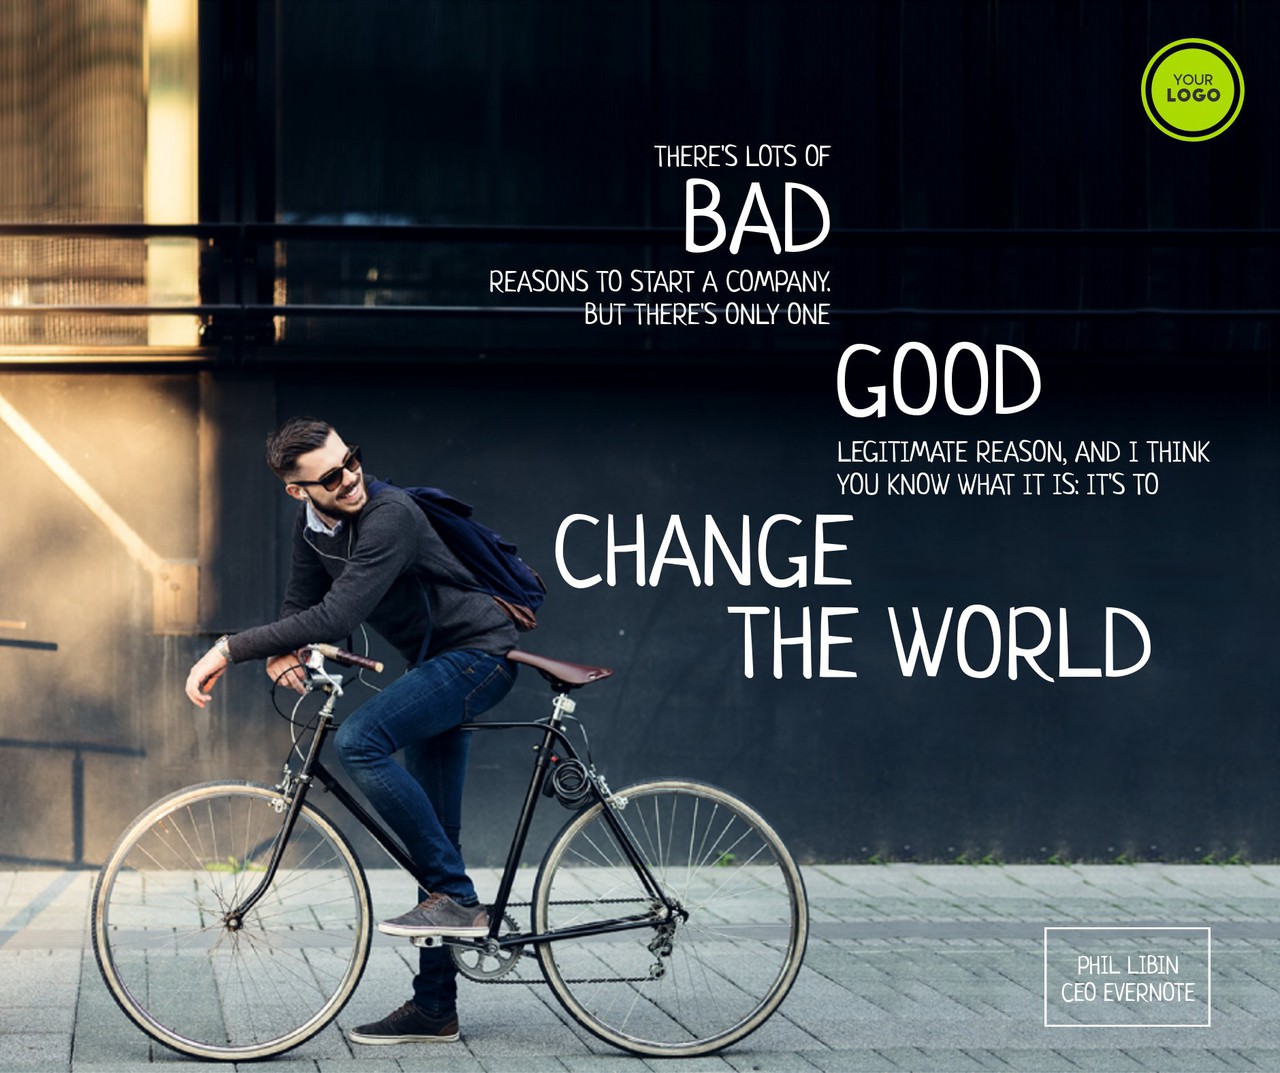 YOUR
LOGO
THERE'S LOTS OF
BAD
REASONS TO START A COMPANY.
BUT THERE'S ONLY ONE
GOOD
LEGITIMATE REASON, AND I THINK
YOU KNOW WHAT IT IS: IT'S TO
CHANGE
THE WORLD
PHIL LIBIN
CEO EVERNOTE